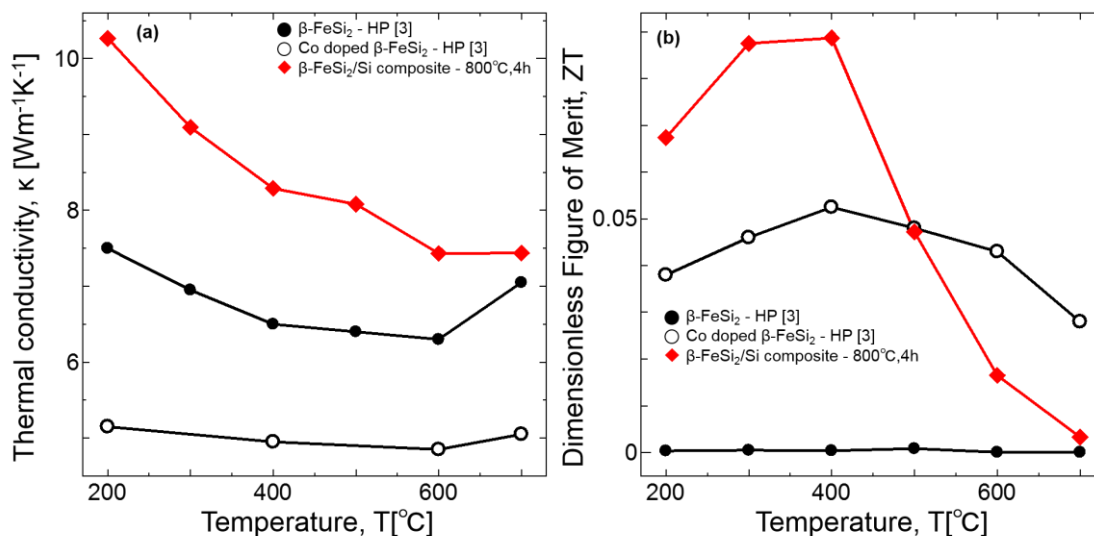 (a)
● β-FeSi₂ - HP [3]
○ Co doped β-FeSi₂ - HP [3]
◆ β-FeSi₂/Si composite - 800℃,4h
Thermal conductivity, κ [Wm⁻¹K⁻¹]
10
8
6
200
400
600
Temperature, T[℃]
(b)
Dimensionless Figure of Merit, ZT
0.05
0
● β-FeSi₂ - HP [3]
○ Co doped β-FeSi₂ - HP [3]
◆ β-FeSi₂/Si composite - 800℃,4h
200
400
600
Temperature, T[℃]